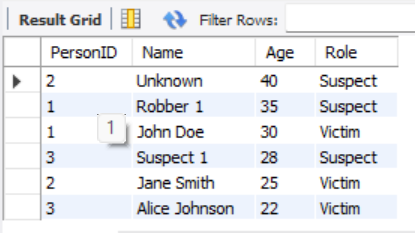 Result Grid Filter Rows:
PersonID Name Age Role
2 Unknown 40 Suspect
1 Robber 1 35 Suspect
1 John Doe 30 Victim
1
3 Suspect 1 28 Suspect
2 Jane Smith 25 Victim
3 Alice Johnson 22 Victim